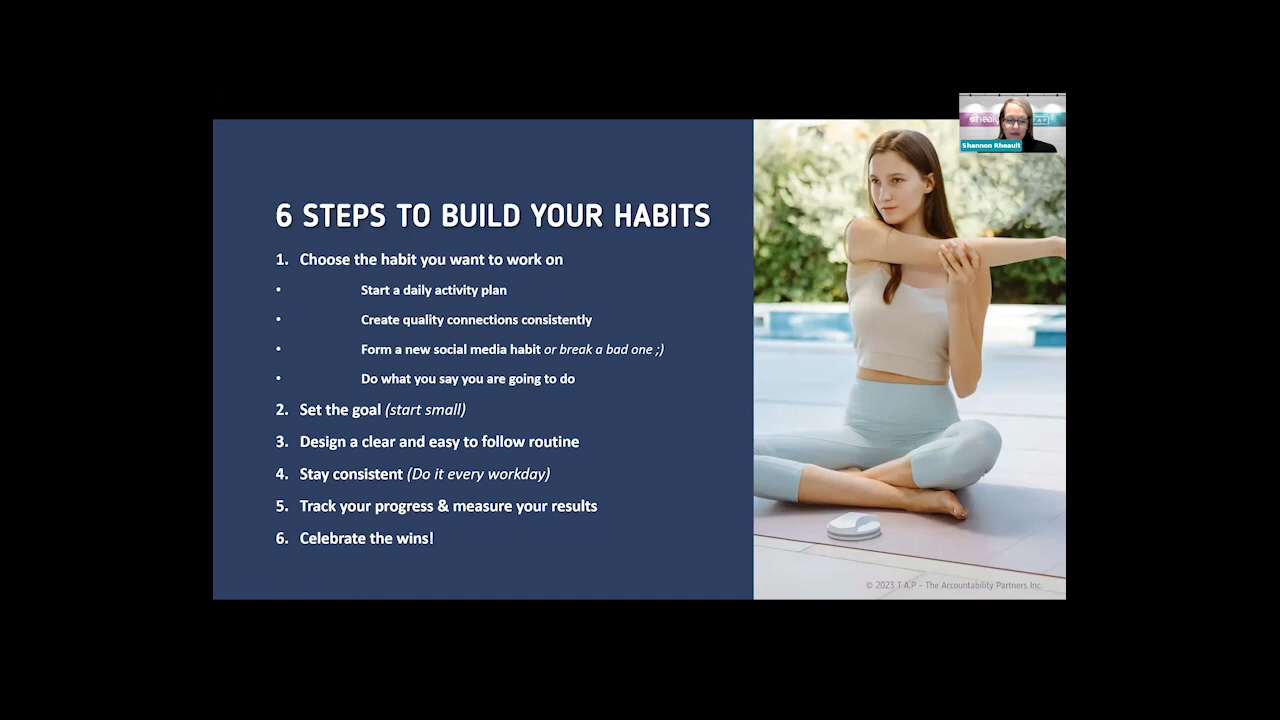 6 STEPS TO BUILD YOUR HABITS
1. Choose the habit you want to work on
• Start a daily activity plan
• Create quality connections consistently
• Form a new social media habit or break a bad one ;)
• Do what you say you are going to do
2. Set the goal (start small)
3. Design a clear and easy to follow routine
4. Stay consistent (Do it every workday)
5. Track your progress & measure your results
6. Celebrate the wins!
Shannon Rheault
© 2023 T.A.P - The Accountability Partners Inc.